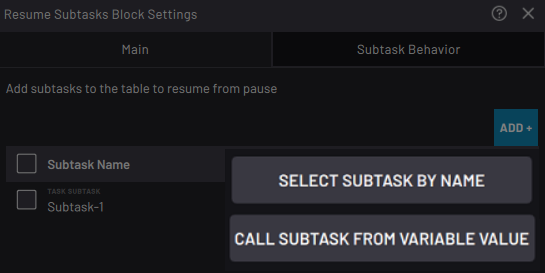 Resume Subtasks Block Settings
Main
Subtask Behavior
Add subtasks to the table to resume from pause
ADD +
Subtask Name
SELECT SUBTASK BY NAME
TASK SUBTASK
Subtask-1
CALL SUBTASK FROM VARIABLE VALUE